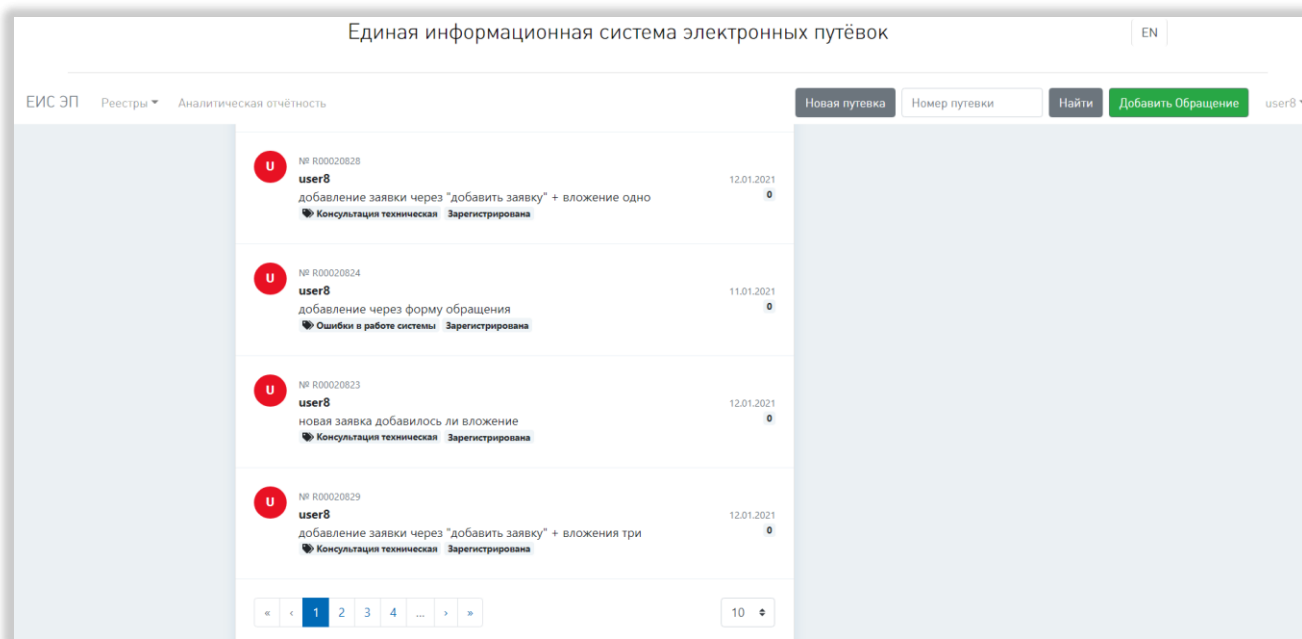 Единая информационная система электронных путёвок
EN
ЕИС ЭП Реестры Аналитическая отчётность Новая путевка Номер путевки Найти Добавить Обращение user8
U
№ R00020828
user8 12.01.2021
добавление заявки через "добавить заявку" + вложение одно 0
Консультация техническая Зарегистрирована
U
№ R00020824
user8 11.01.2021
добавление через форму обращения 0
Ошибки в работе системы Зарегистрирована
U
№ R00020823
user8 12.01.2021
новая заявка добавилось ли вложение 0
Консультация техническая Зарегистрирована
U
№ R00020829
user8 12.01.2021
добавление заявки через "добавить заявку" + вложения три 0
Консультация техническая Зарегистрирована
« ‹ 1 2 3 4 ... › » 10